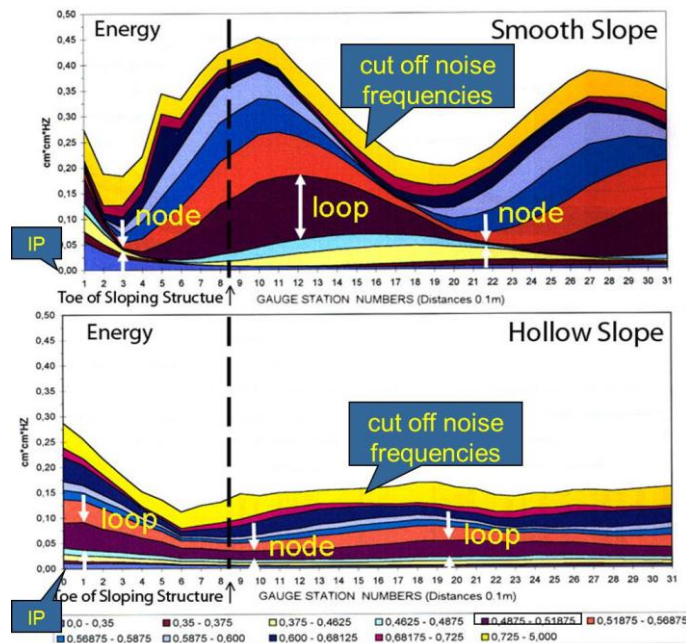 0,50
Energy
Smooth Slope
0,45
cut off noise
frequencies
0,40
0,35
0,30
cm*cm*HZ
0,25
0,20
0,15
node
loop
node
0,10
0,05
IP
0,00
1 2 3 4 5 6 7 8 9 10 11 12 13 14 15 16 17 18 19 20 21 22 23 24 25 26 27 28 29 30 31
Toe of Sloping Structure
GAUGE STATION NUMBERS (Distances 0.1m)
0,50
Energy
Hollow Slope
0,45
0,40
0,35
cut off noise
frequencies
0,30
cm*cm*HZ
0,25
0,20
0,15
loop
node
loop
0,10
0,05
0,00
0 1 2 3 4 5 6 7 8 9 10 11 12 13 14 15 16 17 18 19 20 21 22 23 24 25 26 27 28 29 30 31
Toe of Sloping Structure
GAUGE STATION NUMBERS (Distances 0.1m)
IP
0,0 - 0,35
0,35 - 0,375
0,375 - 0,4625
0,4625 - 0,4875
0,4875 - 0,51875
0,51875 - 0,56875
0,56875 - 0,5875
0,5875 - 0,600
0,600 - 0,68125
0,68175 - 0,725
0,725 - 5,000